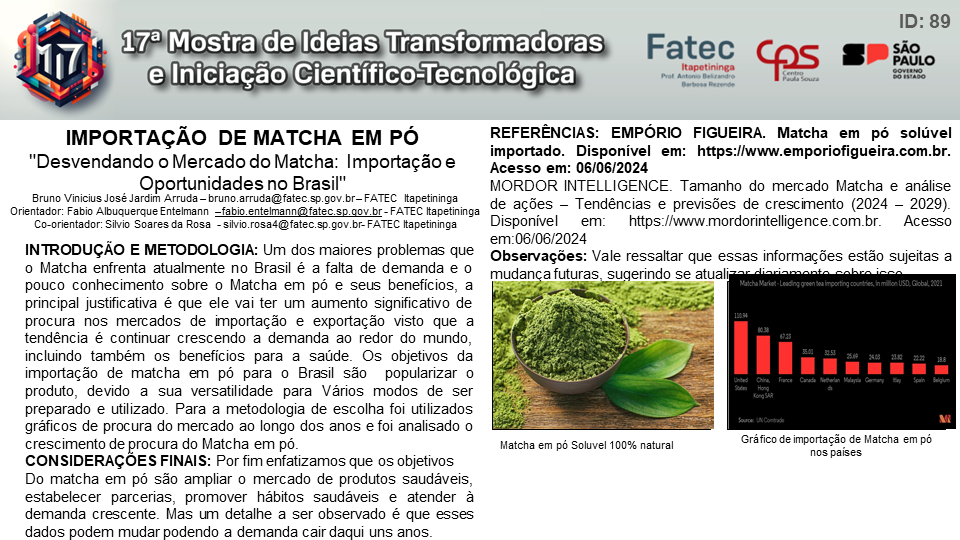 ID: 89
17ª Mostra de Ideias Transformadoras
e Iniciação Científico-Tecnológica
M17
Fatec
Itapetininga
Prof. Antonio Belizandro
Barbosa Rezende
CPS
Centro
Paula Souza
SP
SÃO PAULO
GOVERNO
DO ESTADO
IMPORTAÇÃO DE MATCHA EM PÓ
"Desvendando o Mercado do Matcha: Importação e
Oportunidades no Brasil"
Bruno Vinicius José Jardim Arruda – bruno.arruda@fatec.sp.gov.br – FATEC Itapetininga
Orientador: Fabio Albuquerque Entelmann –fabio.entelmann@fatec.sp.gov.br - FATEC Itapetininga
Co-orientador: Silvio Soares da Rosa - silvio.rosa4@fatec.sp.gov.br- FATEC Itapetininga
INTRODUÇÃO E METODOLOGIA: Um dos maiores problemas que
o Matcha enfrenta atualmente no Brasil é a falta de demanda e o
pouco conhecimento sobre o Matcha em pó e seus benefícios, a
principal justificativa é que ele vai ter um aumento significativo de
procura nos mercados de importação e exportação visto que a
tendência é continuar crescendo a demanda ao redor do mundo,
incluindo também os benefícios para a saúde. Os objetivos da
importação de matcha em pó para o Brasil são popularizar o
produto, devido a sua versatilidade para Vários modos de ser
preparado e utilizado. Para a metodologia de escolha foi utilizados
gráficos de procura do mercado ao longo dos anos e foi analisado o
crescimento de procura do Matcha em pó.
CONSIDERAÇÕES FINAIS: Por fim enfatizamos que os objetivos
Do matcha em pó são ampliar o mercado de produtos saudáveis,
estabelecer parcerias, promover hábitos saudáveis e atender à
demanda crescente. Mas um detalhe a ser observado é que esses
dados podem mudar podendo a demanda cair daqui uns anos.
REFERÊNCIAS: EMPÓRIO FIGUEIRA. Matcha em pó solúvel
importado. Disponível em: https://www.emporiofigueira.com.br.
Acesso em: 06/06/2024
MORDOR INTELLIGENCE. Tamanho do mercado Matcha e análise
de ações – Tendências e previsões de crescimento (2024 – 2029).
Disponível em: https://www.mordorintelligence.com.br. Acesso
em:06/06/2024
Observações: Vale ressaltar que essas informações estão sujeitas a
mudança futuras, sugerindo se atualizar diariamente sobre isso
Matcha em pó Soluvel 100% natural
Matcha Market - Leading green tea importing countries, in million USD, Global, 2021
110.94
80.38
67.23
35.01
32.53
25.69
24.03
23.82
22.22
18.8
United States
China, Hong Kong SAR
France
Canada
Netherlan ds
Malaysia
Germany
Italy
Spain
Belgium
Source: UN Comtrade
Gráfico de importação de Matcha em pó
nos países